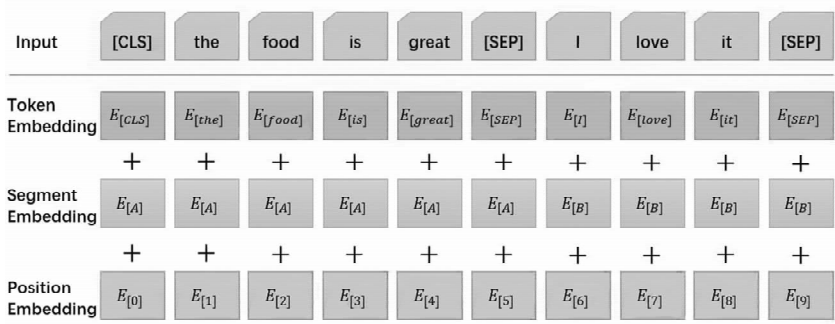 Input [CLS] the food is great [SEP] I love it [SEP]
Token Embedding E[CLS] E[the] E[food] E[is] E[great] E[SEP] E[I] E[love] E[it] E[SEP]
+ + + + + + + + + +
Segment Embedding E[A] E[A] E[A] E[A] E[A] E[A] E[B] E[B] E[B] E[B]
+ + + + + + + + + +
Position Embedding E[0] E[1] E[2] E[3] E[4] E[5] E[6] E[7] E[8] E[9]